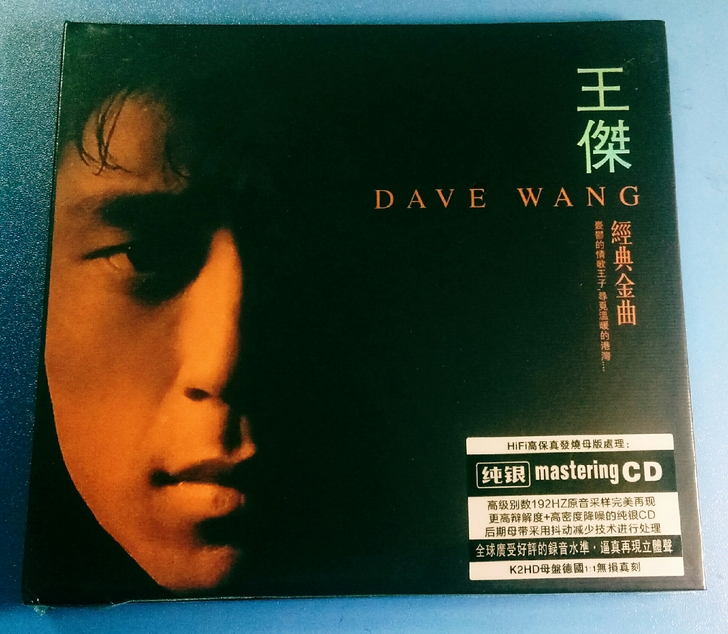 王傑
DAVE WANG
經典金曲
憂鬱的情歌王子 尋覓溫暖的港灣…
HiFi高保真發燒母版處理:
纯银 mastering CD
高级别数192HZ原音采样完美再现
更高辩解度+高密度降噪的纯银CD
后期母带采用抖动减少技术进行处理
全球廣受好評的録音水準·逼真再現立體聲
K2HD母盤德國1:1無損真刻